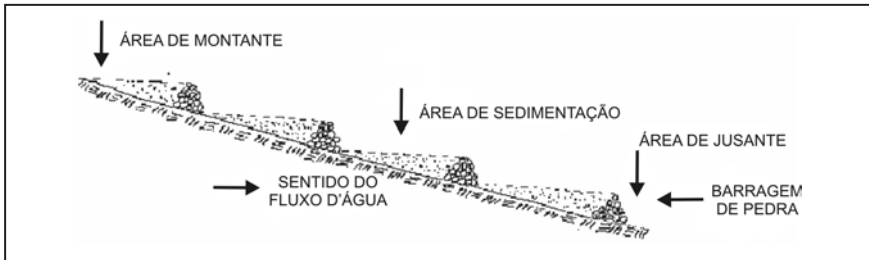 ÁREA DE MONTANTE
ÁREA DE SEDIMENTAÇÃO
ÁREA DE JUSANTE
SENTIDO DO
FLUXO D'ÁGUA
BARRAGEM
DE PEDRA